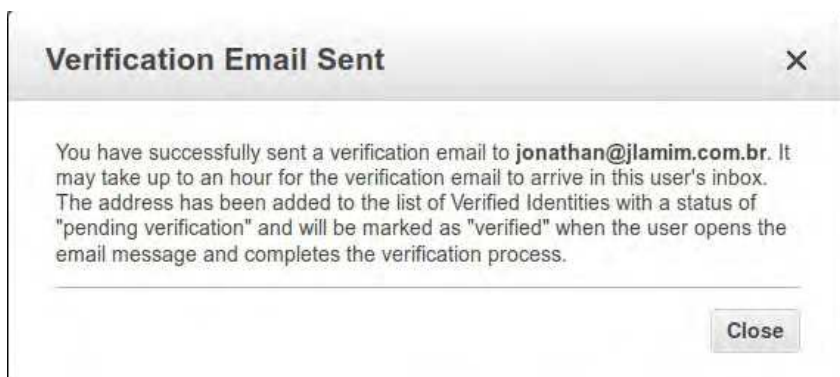 Verification Email Sent
You have successfully sent a verification email to jonathan@jlamim.com.br. It
may take up to an hour for the verification email to arrive in this user's inbox.
The address has been added to the list of Verified Identities with a status of
"pending verification" and will be marked as "verified" when the user opens the
email message and completes the verification process.
Close